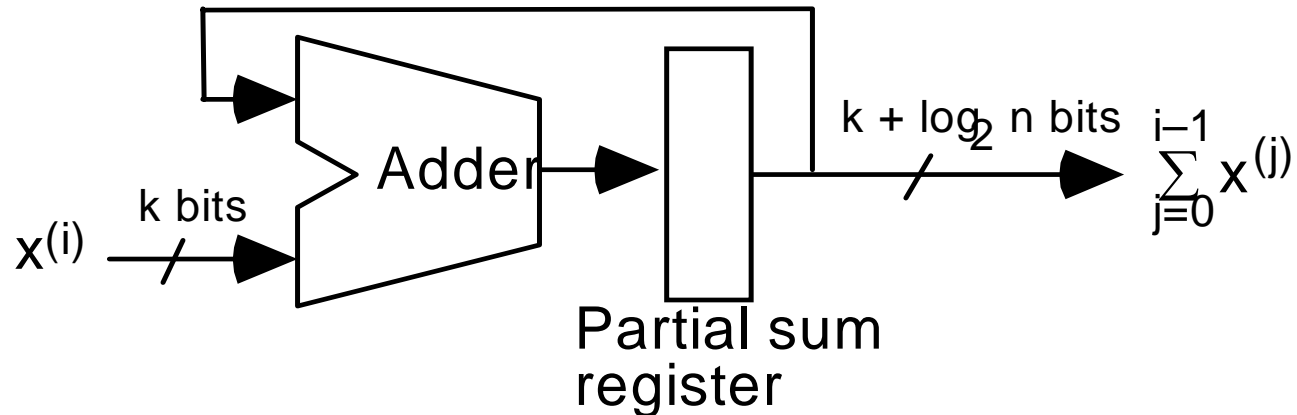 k + log₂ n bits
i–1
∑ x⁽ʲ⁾
j=0
Adder
k bits
x⁽ⁱ⁾
Partial sum
register